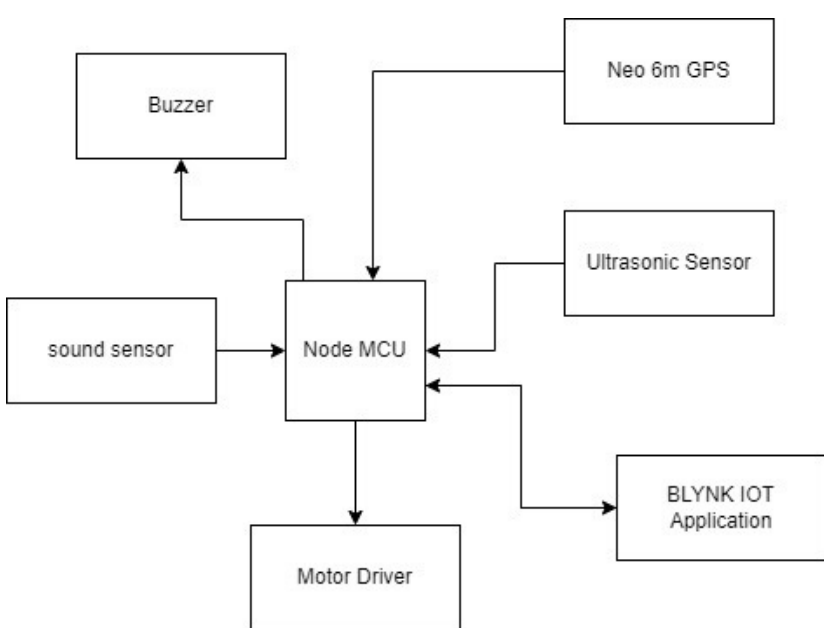 Neo 6m GPS
Buzzer
Ultrasonic Sensor
sound sensor
Node MCU
BLYNK IOT
Application
Motor Driver